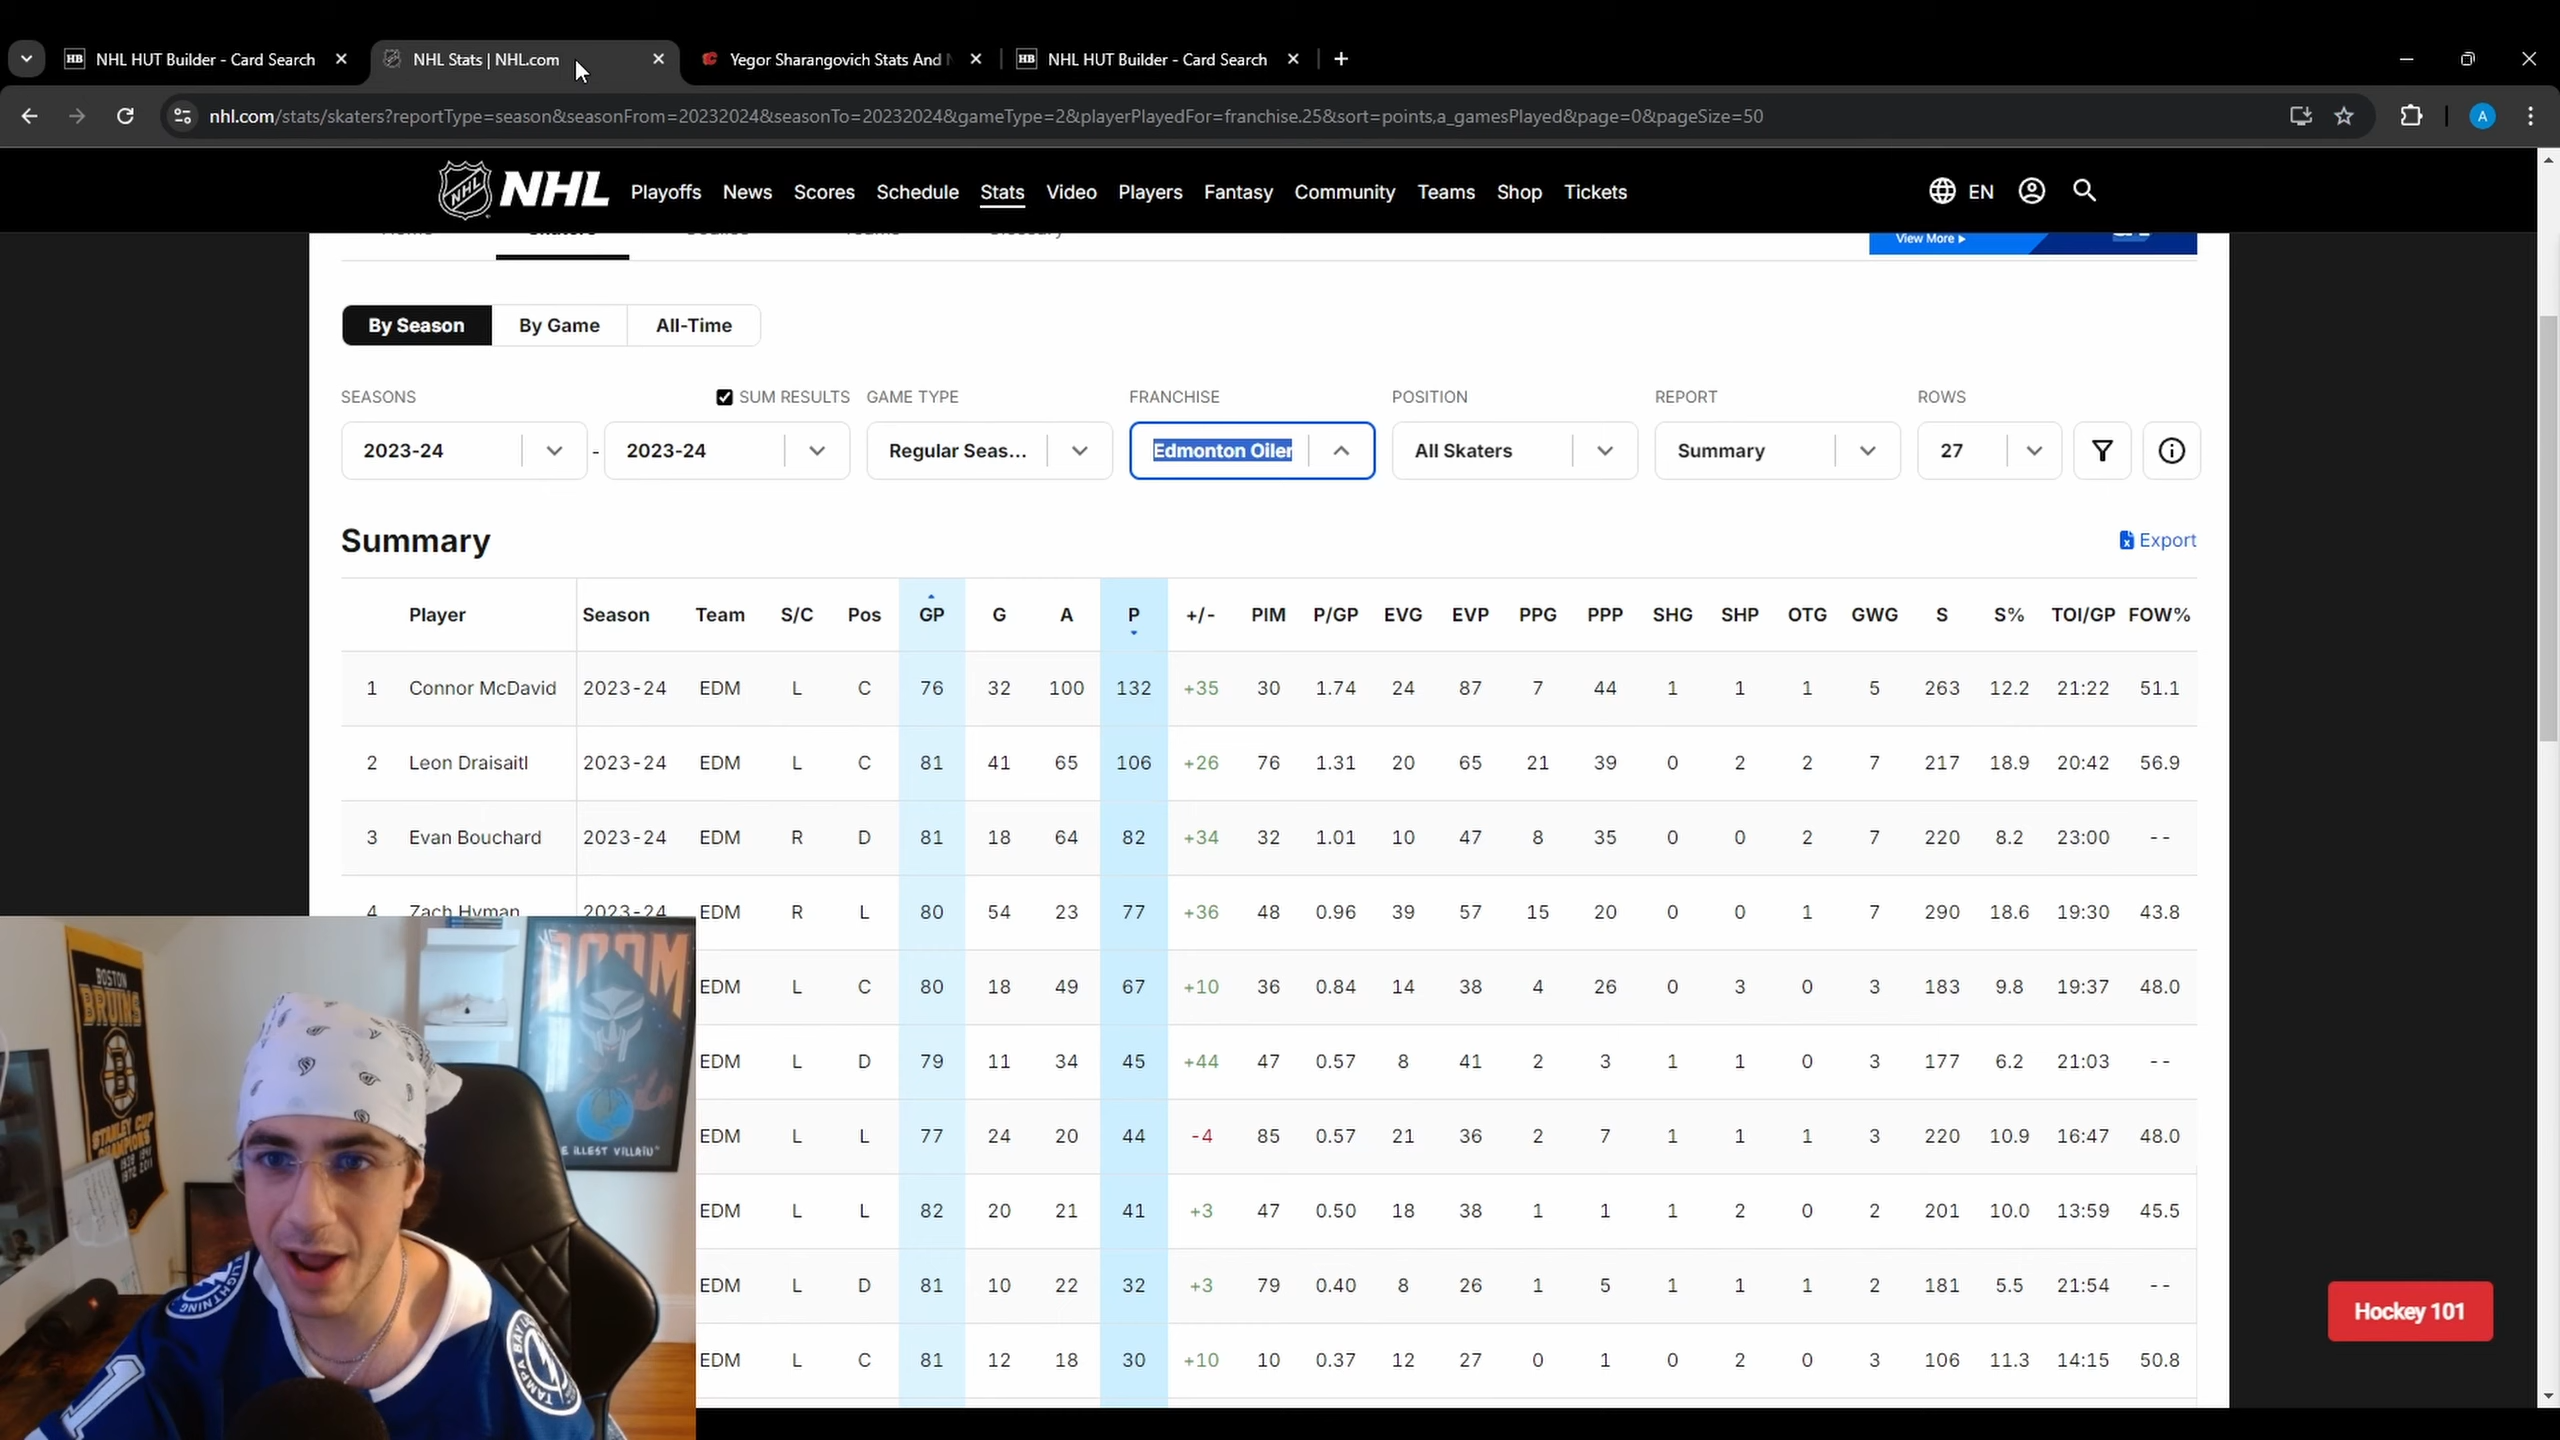 HB NHL HUT Builder - Card Search
NHL Stats | NHL.com
Yegor Sharangovich Stats And
HB NHL HUT Builder - Card Search
nhl.com/stats/skaters?reportType=season&seasonFrom=20232024&seasonTo=20232024&gameType=2&playerPlayedFor=franchise.25&sort=points,a_gamesPlayed&page=0&pageSize=50
A
NHL NHL Playoffs News Scores Schedule Stats Video Players Fantasy Community Teams Shop Tickets EN
Home Skaters Goalies Teams Glossary
View More
By Season By Game All-Time
SEASONS SUM RESULTS GAME TYPE FRANCHISE POSITION REPORT ROWS
2023-24 - 2023-24 Regular Seas... Edmonton Oiler All Skaters Summary 27
Summary
Export
Player Season Team S/C Pos GP G A P +/- PIM P/GP EVG EVP PPG PPP SHG SHP OTG GWG S S% TOI/GP FOW%
1 Connor McDavid 2023-24 EDM L C 76 32 100 132 +35 30 1.74 24 87 7 44 1 1 1 5 263 12.2 21:22 51.1
2 Leon Draisaitl 2023-24 EDM L C 81 41 65 106 +26 76 1.31 20 65 21 39 0 2 2 7 217 18.9 20:42 56.9
3 Evan Bouchard 2023-24 EDM R D 81 18 64 82 +34 32 1.01 10 47 8 35 0 0 2 7 220 8.2 23:00 --
4 Zach Hyman 2023-24 EDM R L 80 54 23 77 +36 48 0.96 39 57 15 20 0 0 1 7 290 18.6 19:30 43.8
EDM L C 80 18 49 67 +10 36 0.84 14 38 4 26 0 3 0 3 183 9.8 19:37 48.0
EDM L D 79 11 34 45 +44 47 0.57 8 41 2 3 1 1 0 3 177 6.2 21:03 --
EDM L L 77 24 20 44 -4 85 0.57 21 36 2 7 1 1 1 3 220 10.9 16:47 48.0
EDM L L 82 20 21 41 +3 47 0.50 18 38 1 1 1 2 0 2 201 10.0 13:59 45.5
EDM L D 81 10 22 32 +3 79 0.40 8 26 1 5 1 1 1 2 181 5.5 21:54 --
EDM L C 81 12 18 30 +10 10 0.37 12 27 0 1 0 2 0 3 106 11.3 14:15 50.8
BOSTON
BRUINS
B
STANLEY CUP
CHAMPIONS
DOOM
LIGHTNING
TAMPA BAY
Hockey 101